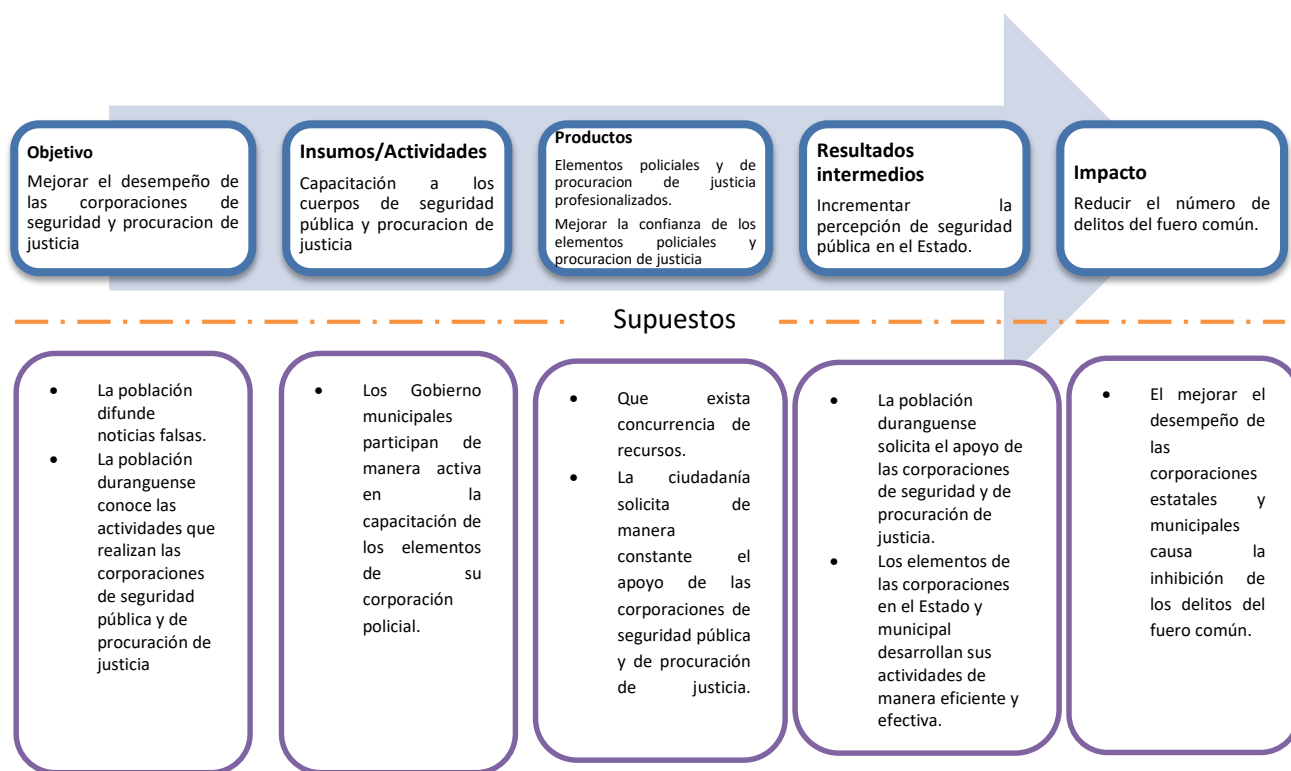 Objetivo
Mejorar el desempeño de
las corporaciones de
seguridad y procuracion de
justicia
Insumos/Actividades
Capacitación a los
cuerpos de seguridad
pública y procuracion de
justicia
Productos
Elementos policiales y de
procuracion de justicia
profesionalizados.
Mejorar la confianza de los
elementos policiales y
procuracion de justicia
Resultados
intermedios
Incrementar la
percepción de seguridad
pública en el Estado.
Impacto
Reducir el número de
delitos del fuero común.
Supuestos
• La población
difunde
noticias falsas.
• La población
duranguense
conoce las
actividades que
realizan las
corporaciones
de seguridad
pública y de
procuración de
justicia
• Los Gobierno
municipales
participan de
manera activa
en la
capacitación de
los elementos
de su
corporación
policial.
• Que exista
concurrencia de
recursos.
• La ciudadanía
solicita de
manera
constante el
apoyo de las
corporaciones de
seguridad pública
y de procuración
de justicia.
• La población
duranguense
solicita el apoyo de
las corporaciones
de seguridad y de
procuración de
justicia.
• Los elementos de
las corporaciones
en el Estado y
municipal
desarrollan sus
actividades de
manera eficiente y
efectiva.
• El mejorar el
desempeño de
las
corporaciones
estatales y
municipales
causa la
inhibición de
los delitos del
fuero común.